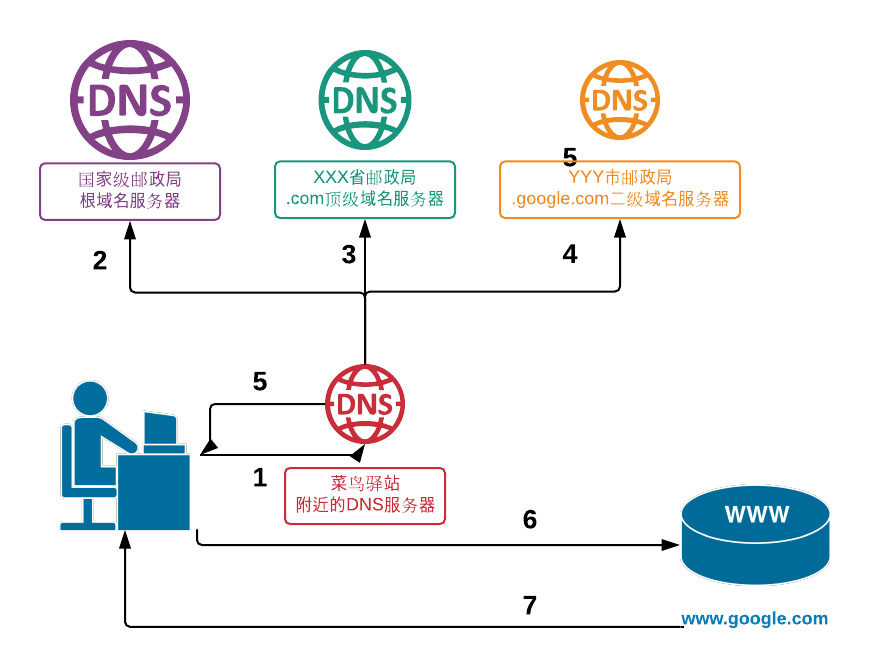 DNS
DNS
DNS
5
国家级邮政局
根域名服务器
XXX省邮政局
.com顶级域名服务器
YYY市邮政局
.google.com二级域名服务器
2
3
4
5
DNS
1
菜鸟驿站
附近的DNS服务器
6
WWW
7
www.google.com